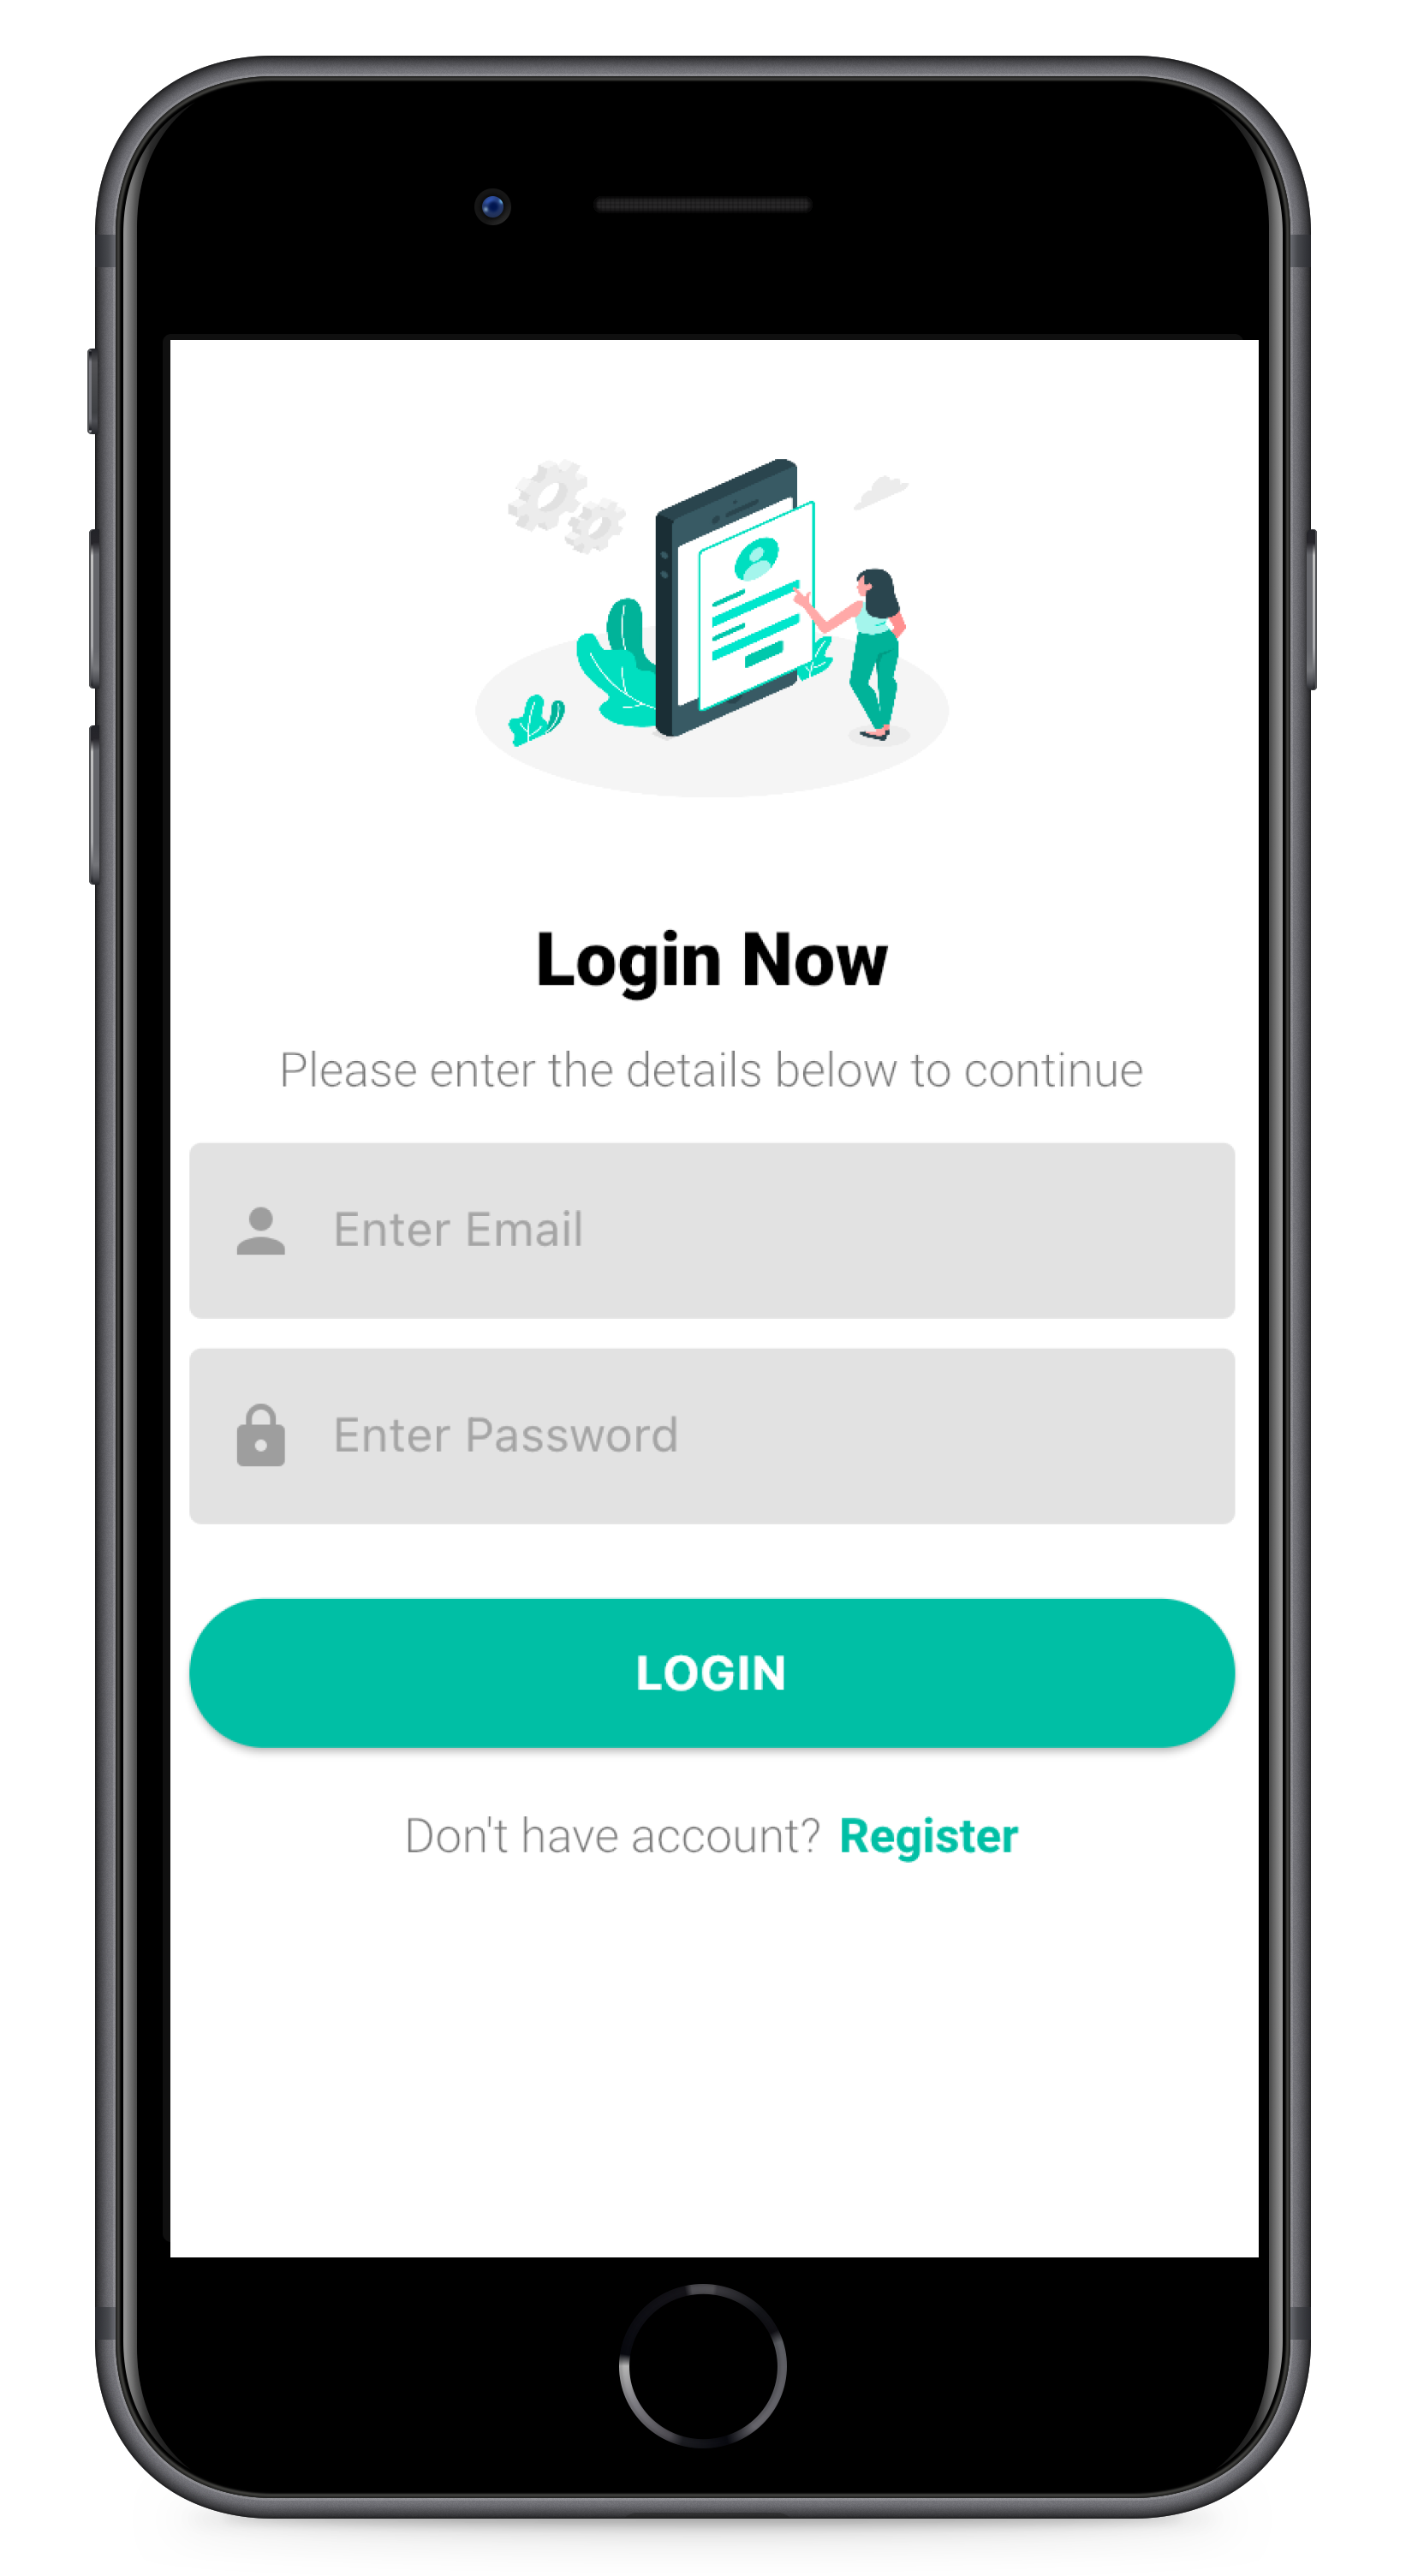 Login Now
Please enter the details below to continue
Enter Email
Enter Password
LOGIN
Don't have account? Register